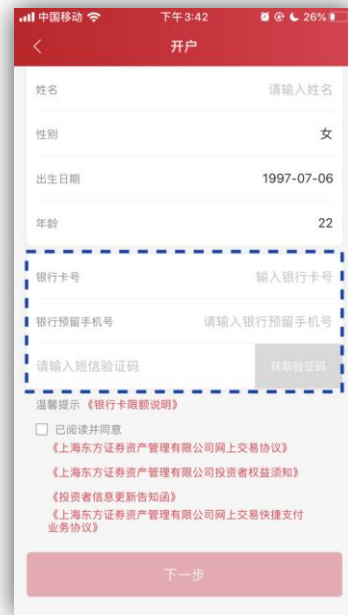 中国移动 下午3:42 26%
开户
姓名 请输入姓名
性别 女
出生日期 1997-07-06
年龄 22
银行卡号 输入银行卡号
银行预留手机号 请输入银行预留手机号
请输入短信验证码 获取验证码
温馨提示 《银行卡限额说明》
已阅读并同意
《上海东方证券资产管理有限公司网上交易协议》
《上海东方证券资产管理有限公司投资者权益须知》
《投资者信息更新告知函》
《上海东方证券资产管理有限公司网上交易快捷支付
业务协议》
下一步